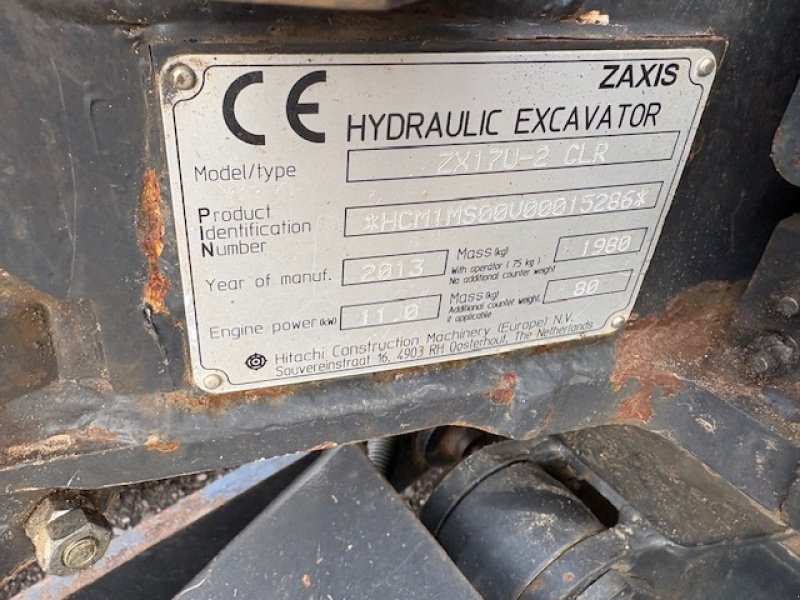 CE ZAXIS
HYDRAULIC EXCAVATOR
Model/type ZX17U-2 CLR
Product
Identification *HCM1MS00V00015286*
Number
Year of manuf. 2013 Mass(kg) 1980
With operator ( 75 kg )
No additional counter weight
Engine power(kW) 11.0 Mass(kg) 80
Additional counter weight,
if applicable
Hitachi Construction Machinery (Europe) N.V.
Souvereinstraat 16, 4903 RH Oosterhout, The Netherlands